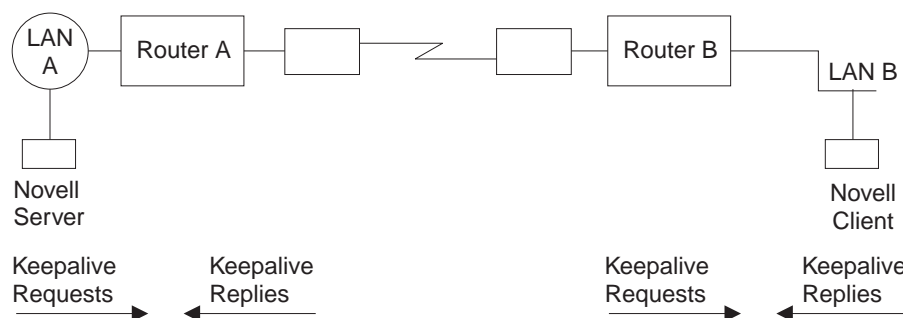 LAN
A
Router A
Router B
LAN B
Novell
Server
Novell
Client
Keepalive
Requests
Keepalive
Replies
Keepalive
Requests
Keepalive
Replies